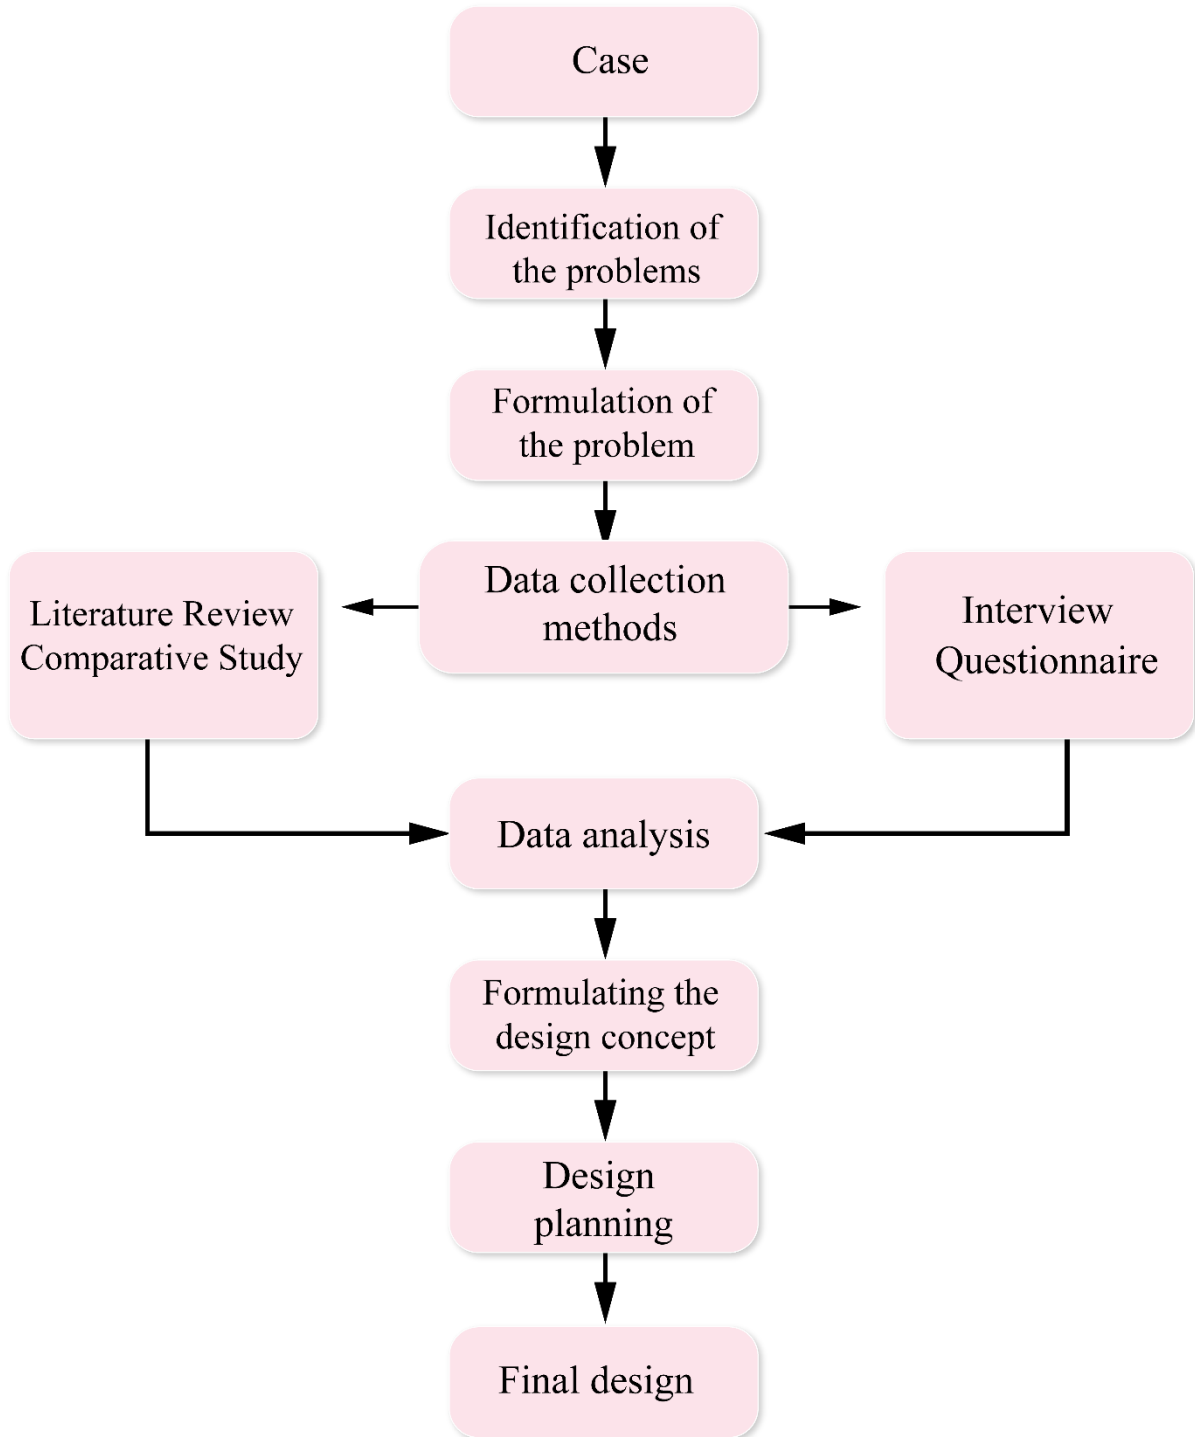 Case
Identification of
the problems
Formulation of
the problem
Data collection
methods
Literature Review
Comparative Study
Interview
Questionnaire
Data analysis
Formulating the
design concept
Design
planning
Final design